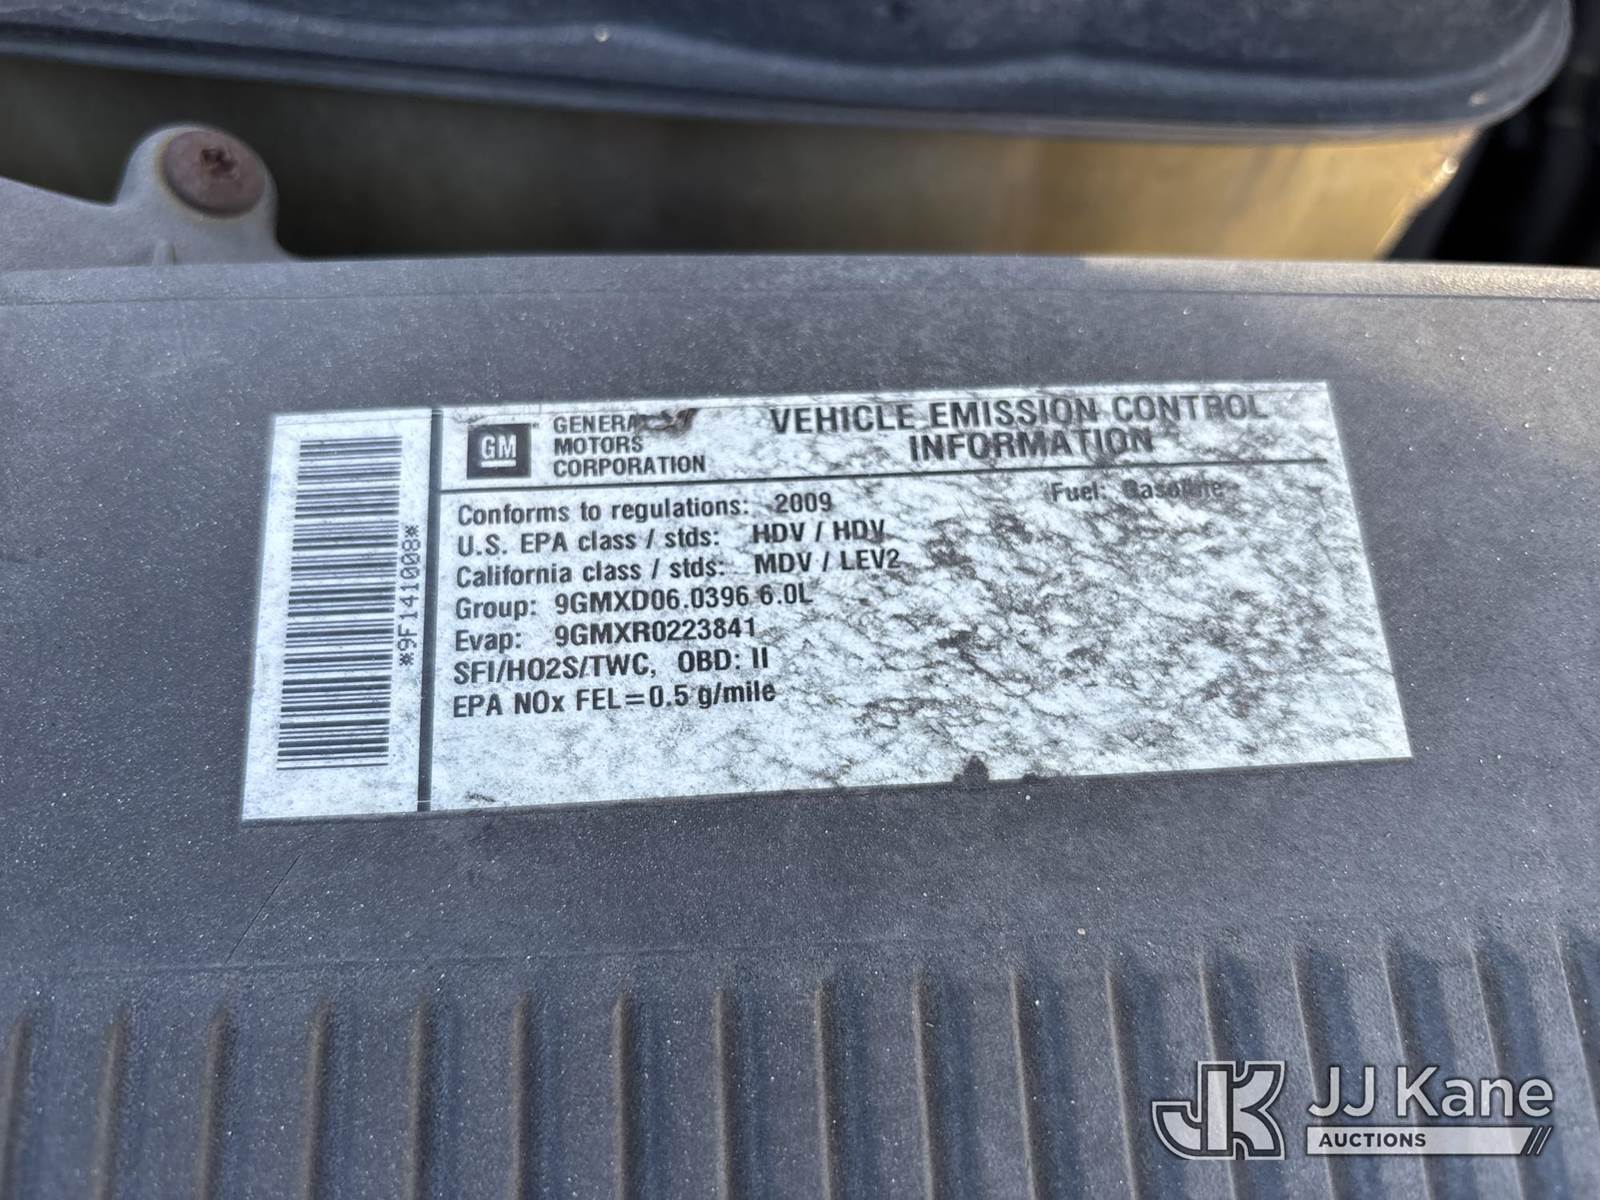 *9F141008*
GM
GENERAL
MOTORS
CORPORATION
VEHICLE EMISSION CONTROL
INFORMATION
Fuel: Gasoline
Conforms to regulations: 2009
U.S. EPA class / stds: HDV / HDV
California class / stds: MDV / LEV2
Group: 9GMXD06.0396 6.0L
Evap: 9GMXR0223841
SFI/HO2S/TWC, OBD: II
EPA NOx FEL=0.5 g/mile
JK JJ Kane
AUCTIONS